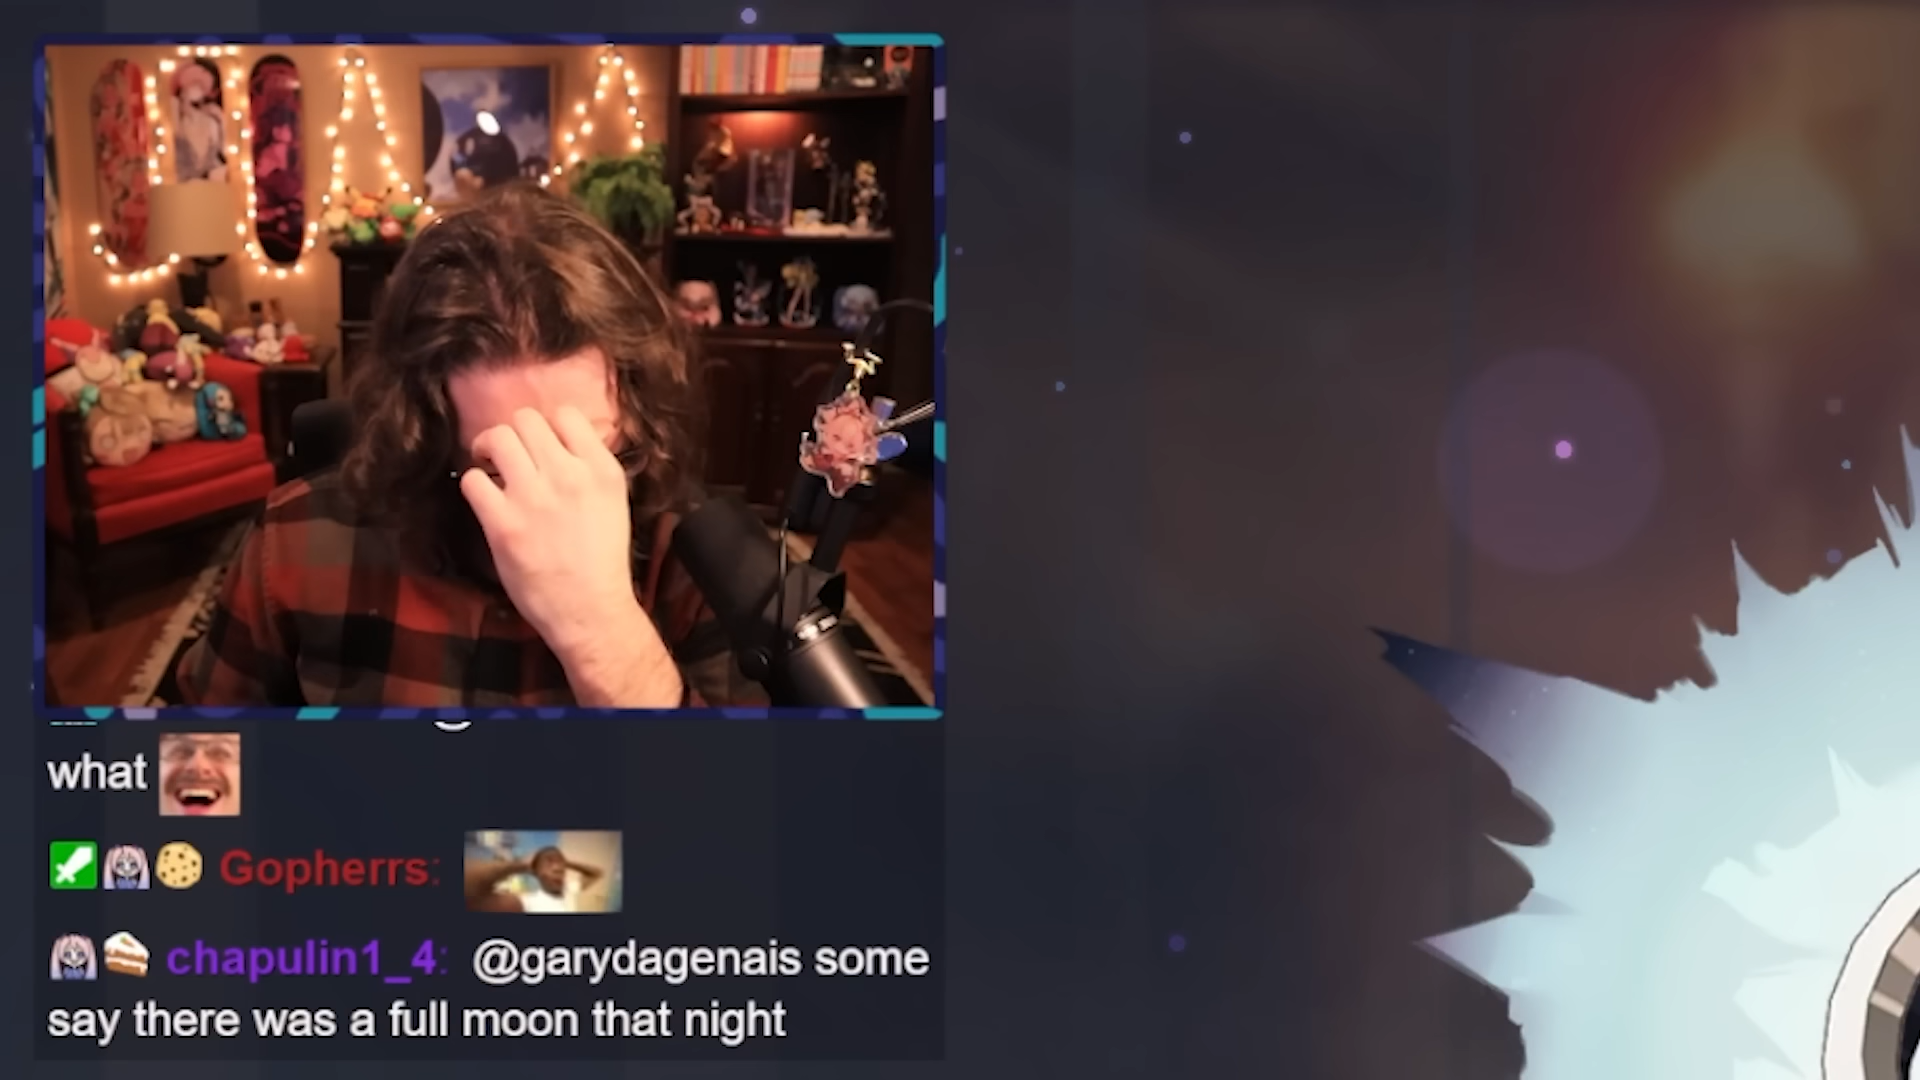 what
Gopherrs:
chapulin1_4: @garydagenais some
say there was a full moon that night